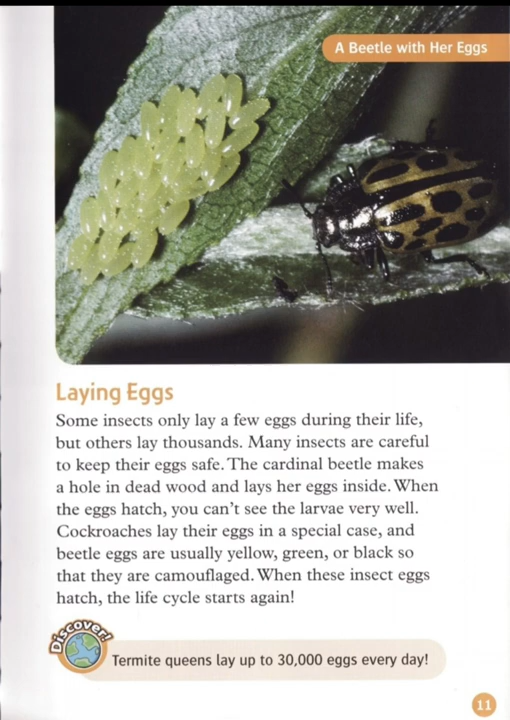 A Beetle with Her Eggs
Laying Eggs
Some insects only lay a few eggs during their life,
but others lay thousands. Many insects are careful
to keep their eggs safe. The cardinal beetle makes
a hole in dead wood and lays her eggs inside. When
the eggs hatch, you can't see the larvae very well.
Cockroaches lay their eggs in a special case, and
beetle eggs are usually yellow, green, or black so
that they are camouflaged. When these insect eggs
hatch, the life cycle starts again!
Discover!
Termite queens lay up to 30,000 eggs every day!
11